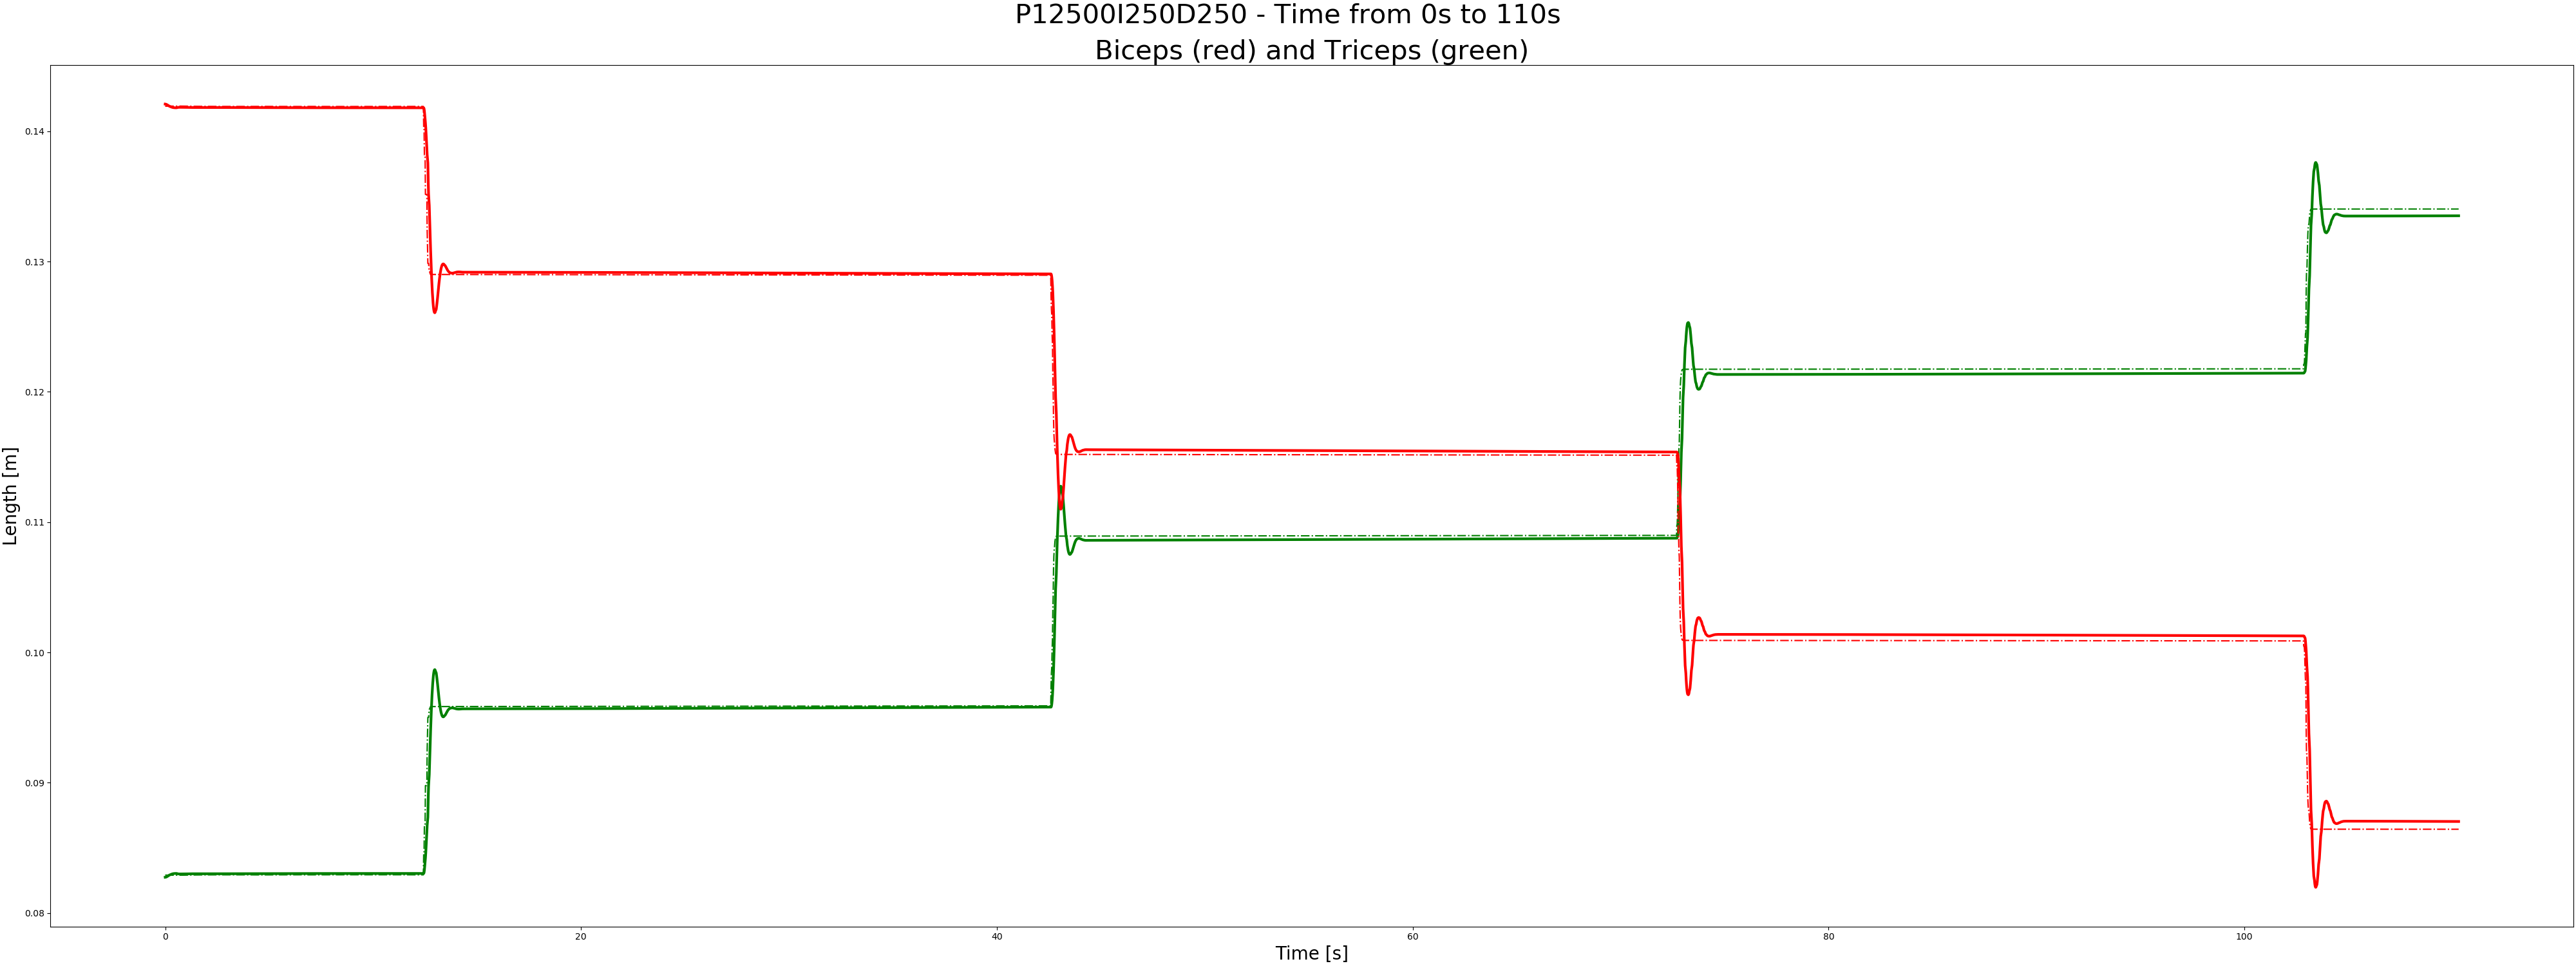 P12500I250D250 - Time from 0s to 110s
Biceps (red) and Triceps (green)
Length [m]
0.14
0.13
0.12
0.11
0.10
0.09
0.08
0 20 40 60 80 100
Time [s]